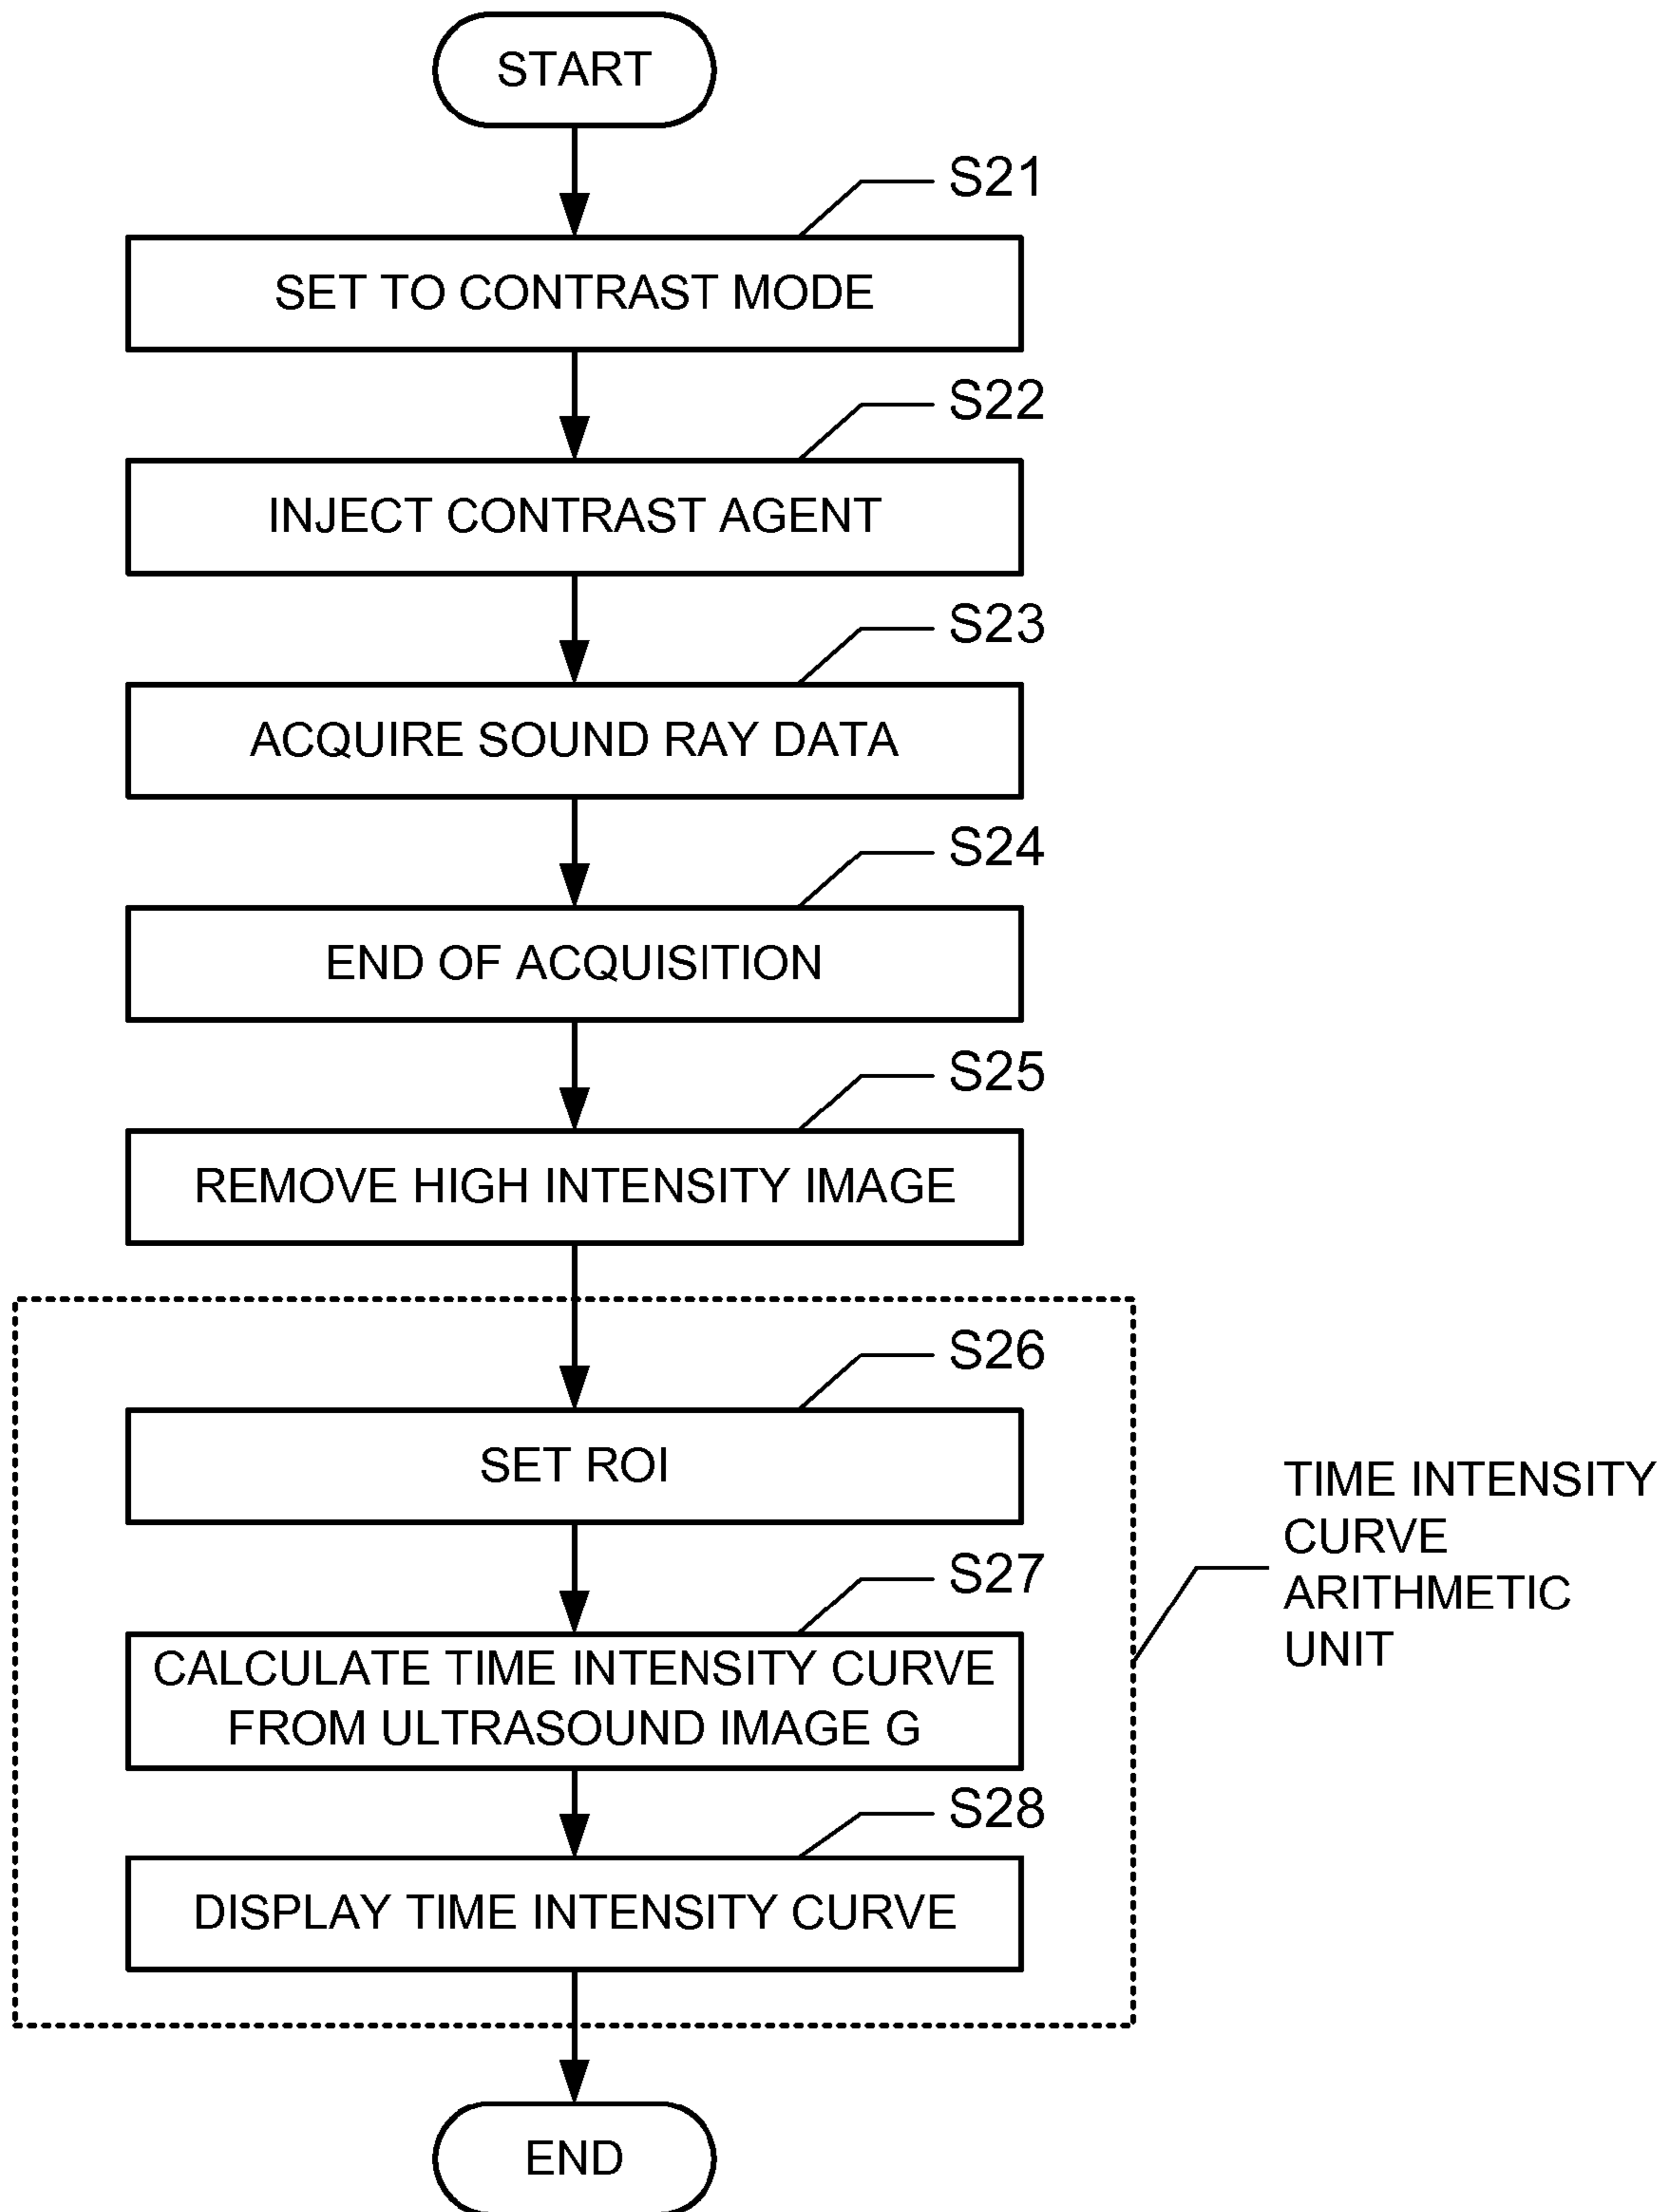 START
S21
SET TO CONTRAST MODE
S22
INJECT CONTRAST AGENT
S23
ACQUIRE SOUND RAY DATA
S24
END OF ACQUISITION
S25
REMOVE HIGH INTENSITY IMAGE
S26
SET ROI
TIME INTENSITY
CURVE
ARITHMETIC
UNIT
S27
CALCULATE TIME INTENSITY CURVE
FROM ULTRASOUND IMAGE G
S28
DISPLAY TIME INTENSITY CURVE
END